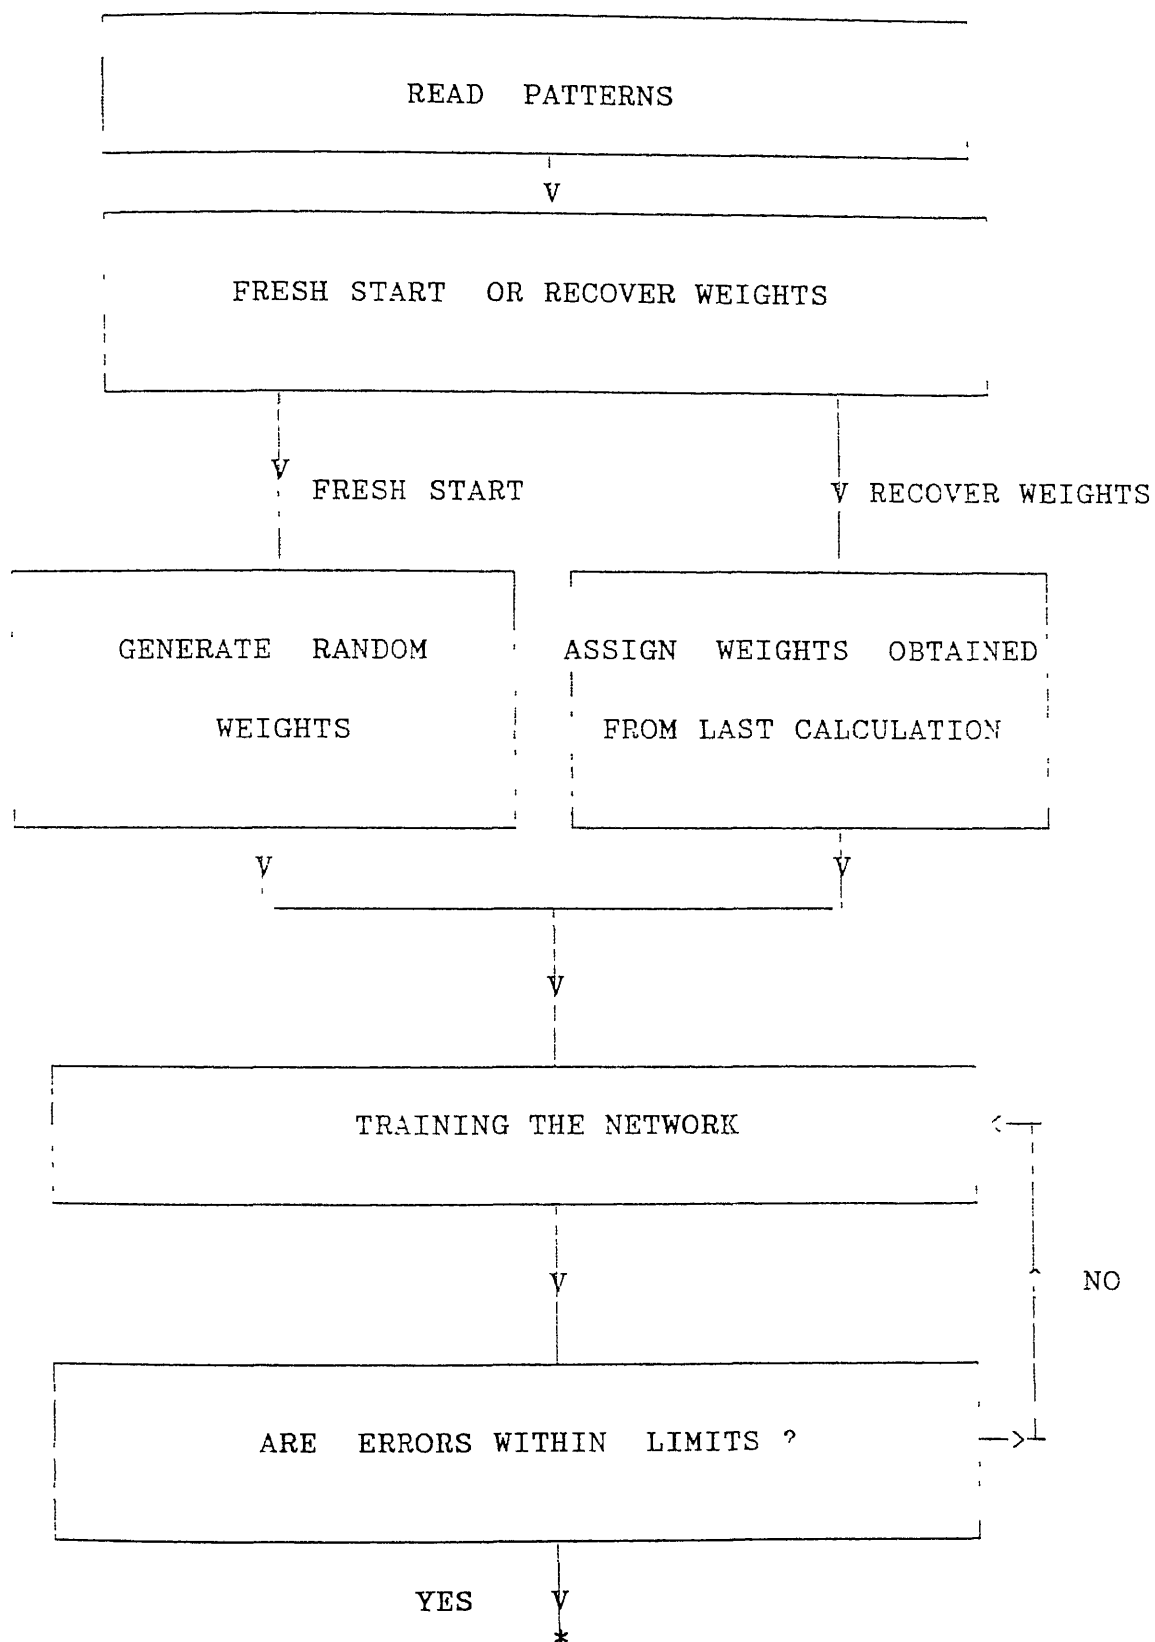 READ PATTERNS
FRESH START OR RECOVER WEIGHTS
FRESH START
RECOVER WEIGHTS
GENERATE RANDOM
WEIGHTS
ASSIGN WEIGHTS OBTAINED
FROM LAST CALCULATION
TRAINING THE NETWORK
NO
ARE ERRORS WITHIN LIMITS ?
YES
*